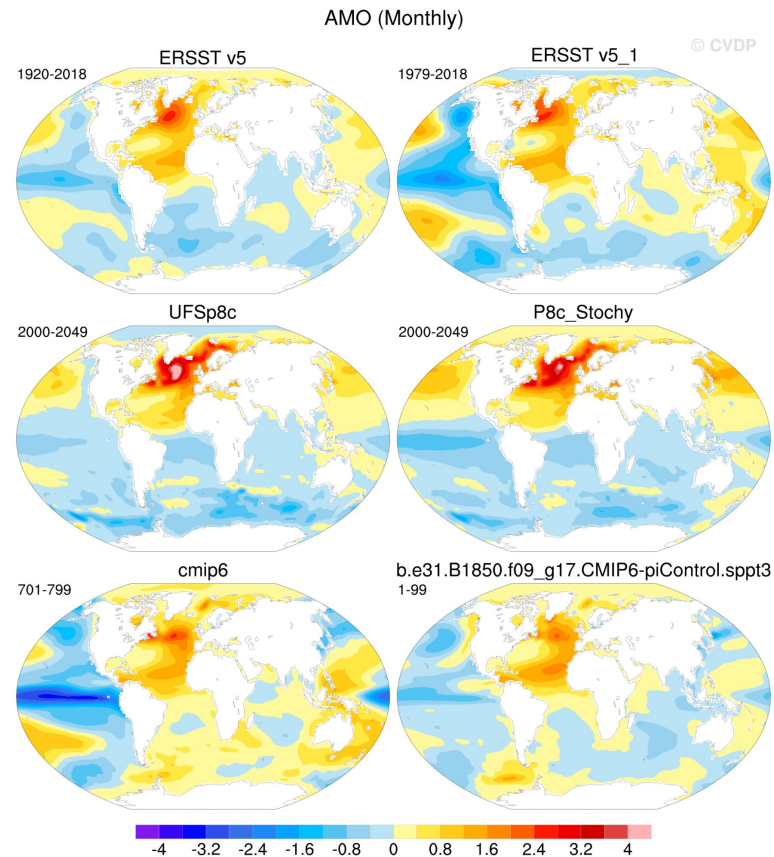 AMO (Monthly)
© CVDP
ERSST v5
ERSST v5_1
1920-2018
1979-2018
UFSp8c
P8c_Stochy
2000-2049
2000-2049
cmip6
b.e31.B1850.f09_g17.CMIP6-piControl.sppt3
701-799
1-99
-4 -3.2 -2.4 -1.6 -0.8 0 0.8 1.6 2.4 3.2 4